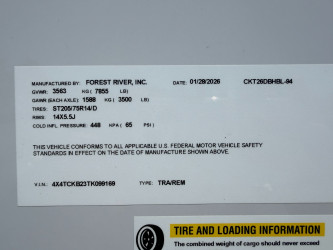 MANUFACTURED BY: FOREST RIVER, INC. DATE: 01/28/2026 CKT26DBHBL-94
GVWR: 3563 KG ( 7855 LB)
GAWR (EACH AXLE): 1588 KG ( 3500 LB)
TIRES: ST205/75R14/D
RIMS: 14X5.5J
COLD INFL. PRESSURE: 448 KPA ( 65 PSI)
THIS VEHICLE CONFORMS TO ALL APPLICABLE U.S. FEDERAL MOTOR VEHICLE SAFETY
STANDARDS IN EFFECT ON THE DATE OF MANUFACTURE SHOWN ABOVE.
V.I.N.: 4X4TCKB23TK099169 TYPE: TRA/REM
TIRE AND LOADING INFORMATION
The combined weight of cargo should never exceed